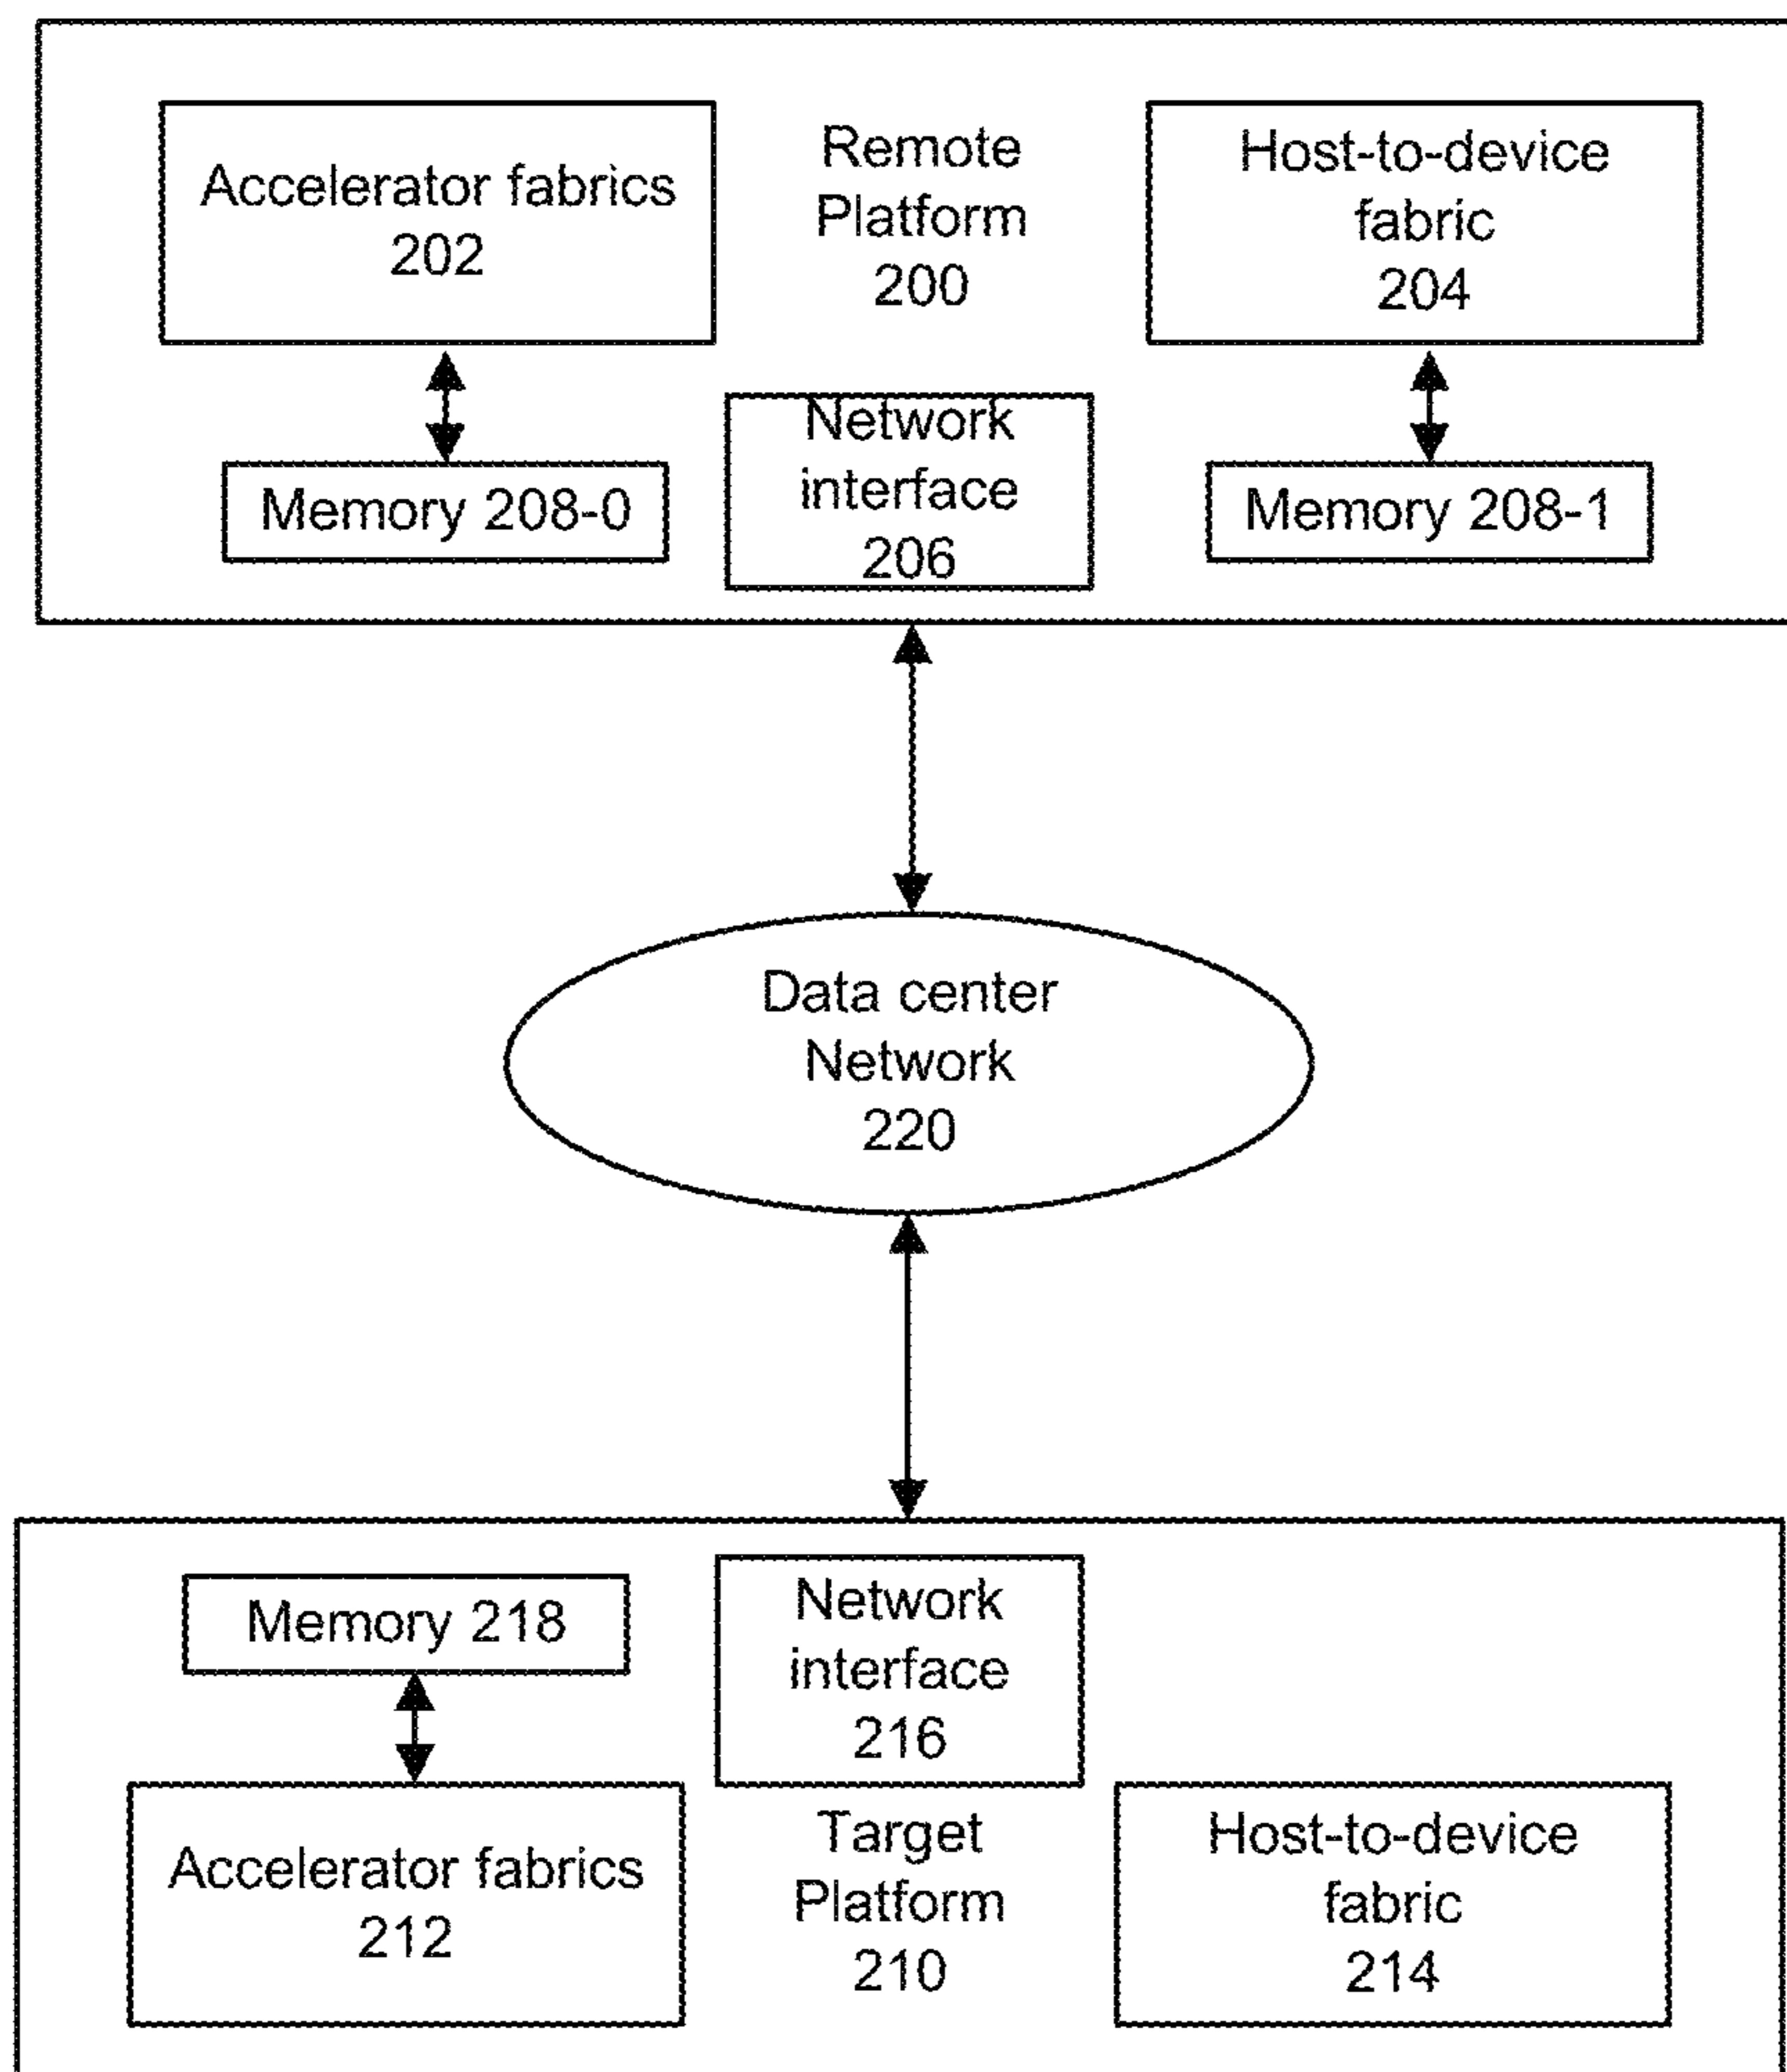 Accelerator fabrics
202
Remote
Platform
200
Host-to-device
fabric
204
Memory 208-0
Network
interface
206
Memory 208-1
Data center
Network
220
Memory 218
Network
interface
216
Accelerator fabrics
212
Target
Platform
210
Host-to-device
fabric
214